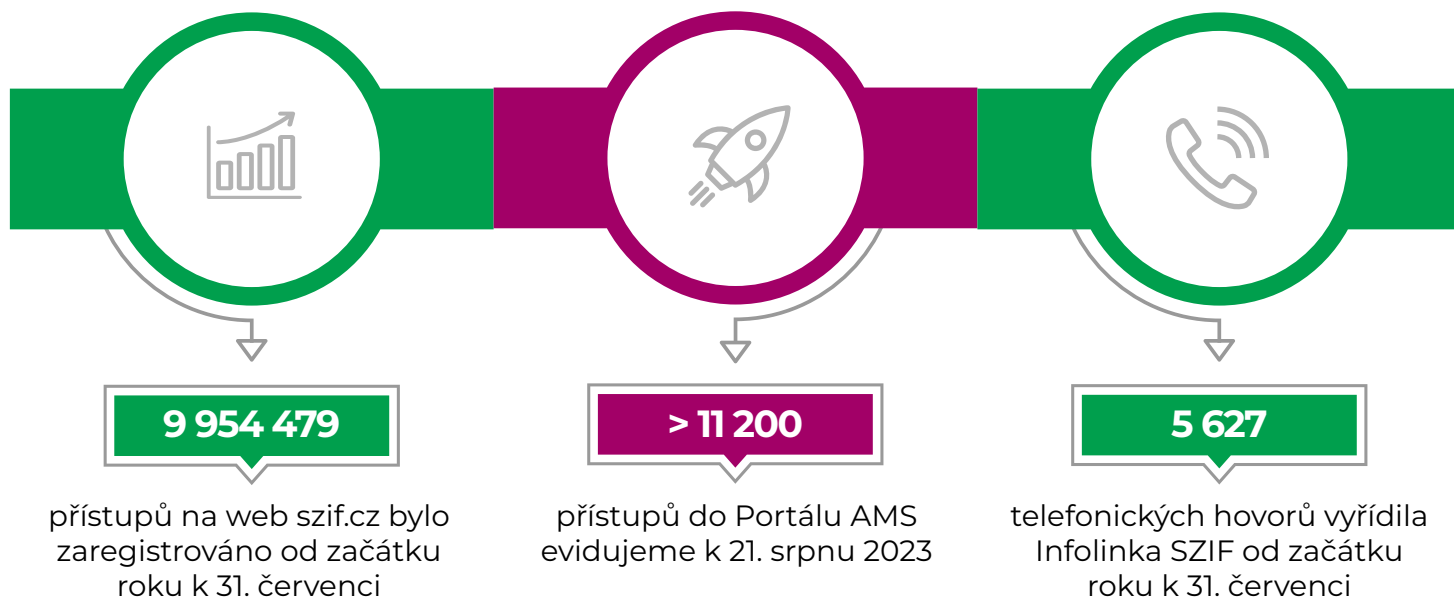 9 954 479
přístupů na web szif.cz bylo
zaregistrováno od začátku
roku k 31. červenci
> 11 200
přístupů do Portálu AMS
evidujeme k 21. srpnu 2023
5 627
telefonických hovorů vyřídila
Infolinka SZIF od začátku
roku k 31. červenci